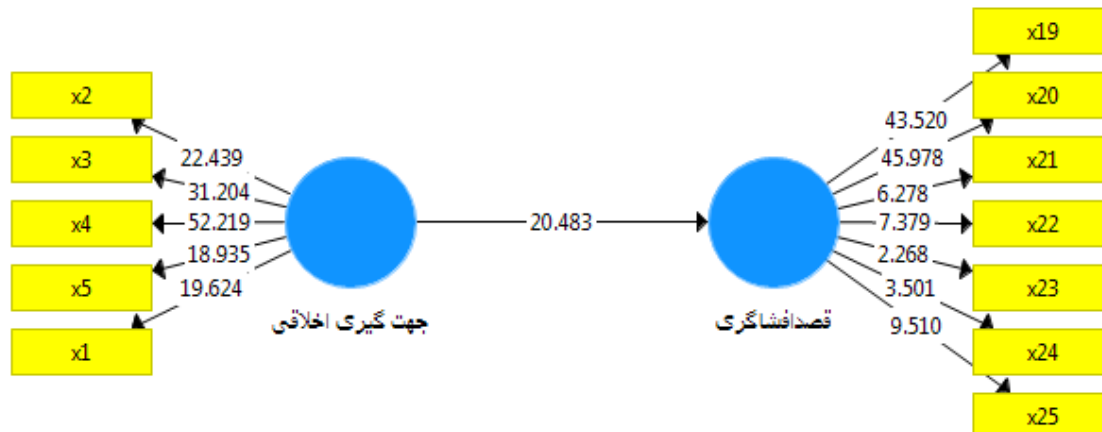 x19
x2
x20
43.520
x3
22.439
45.978
x21
31.204
6.278
x4
52.219
20.483
7.379
x22
18.935
2.268
x5
19.624
3.501
x23
جهت گیری اخلاقی
قصدافشاگری
9.510
x1
x24
x25